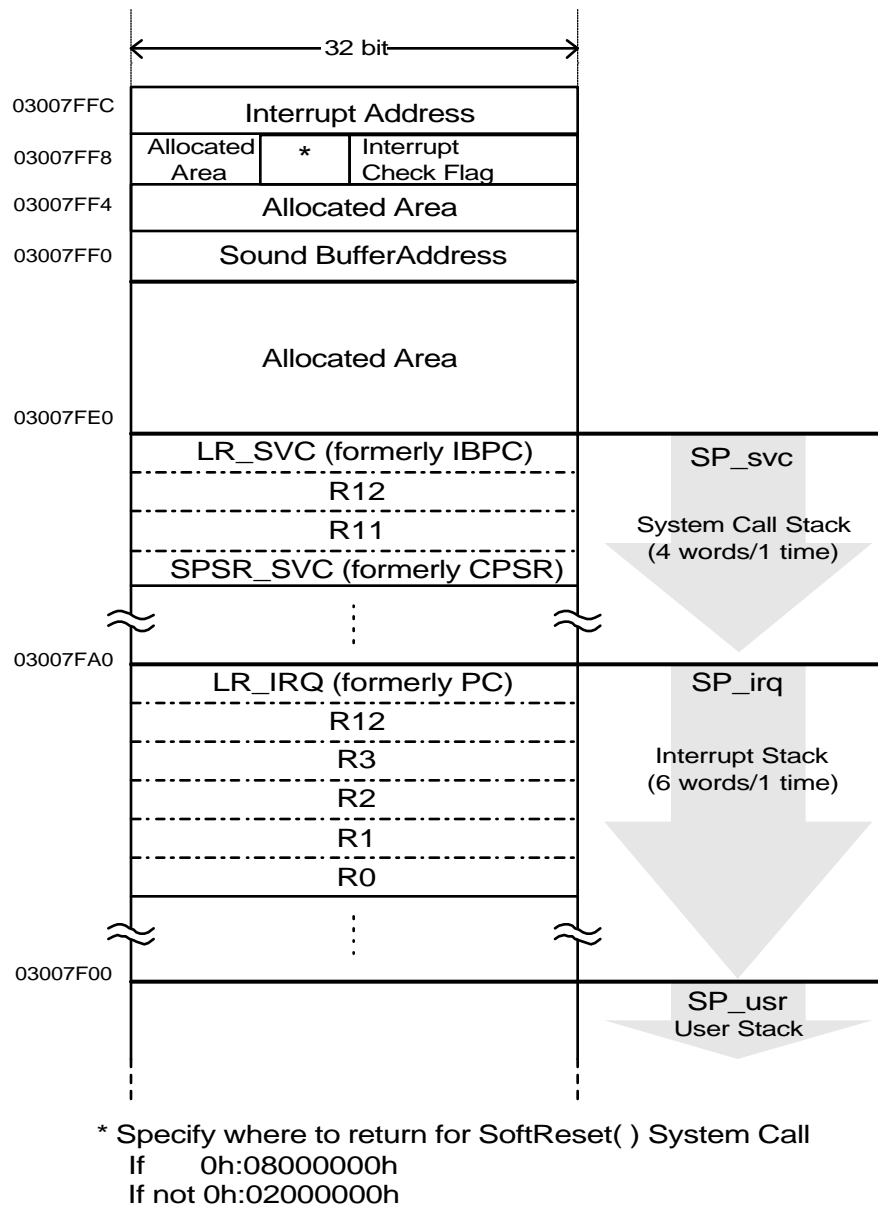 32 bit
03007FFC
Interrupt Address
03007FF8
Allocated
Area
*
Interrupt
Check Flag
03007FF4
Allocated Area
03007FF0
Sound BufferAddress
Allocated Area
03007FE0
LR_SVC (formerly IBPC)
R12
R11
SPSR_SVC (formerly CPSR)
SP_svc
System Call Stack
(4 words/1 time)
03007FA0
LR_IRQ (formerly PC)
R12
R3
R2
R1
R0
SP_irq
Interrupt Stack
(6 words/1 time)
03007F00
SP_usr
User Stack
* Specify where to return for SoftReset( ) System Call
If 0h:08000000h
If not 0h:02000000h